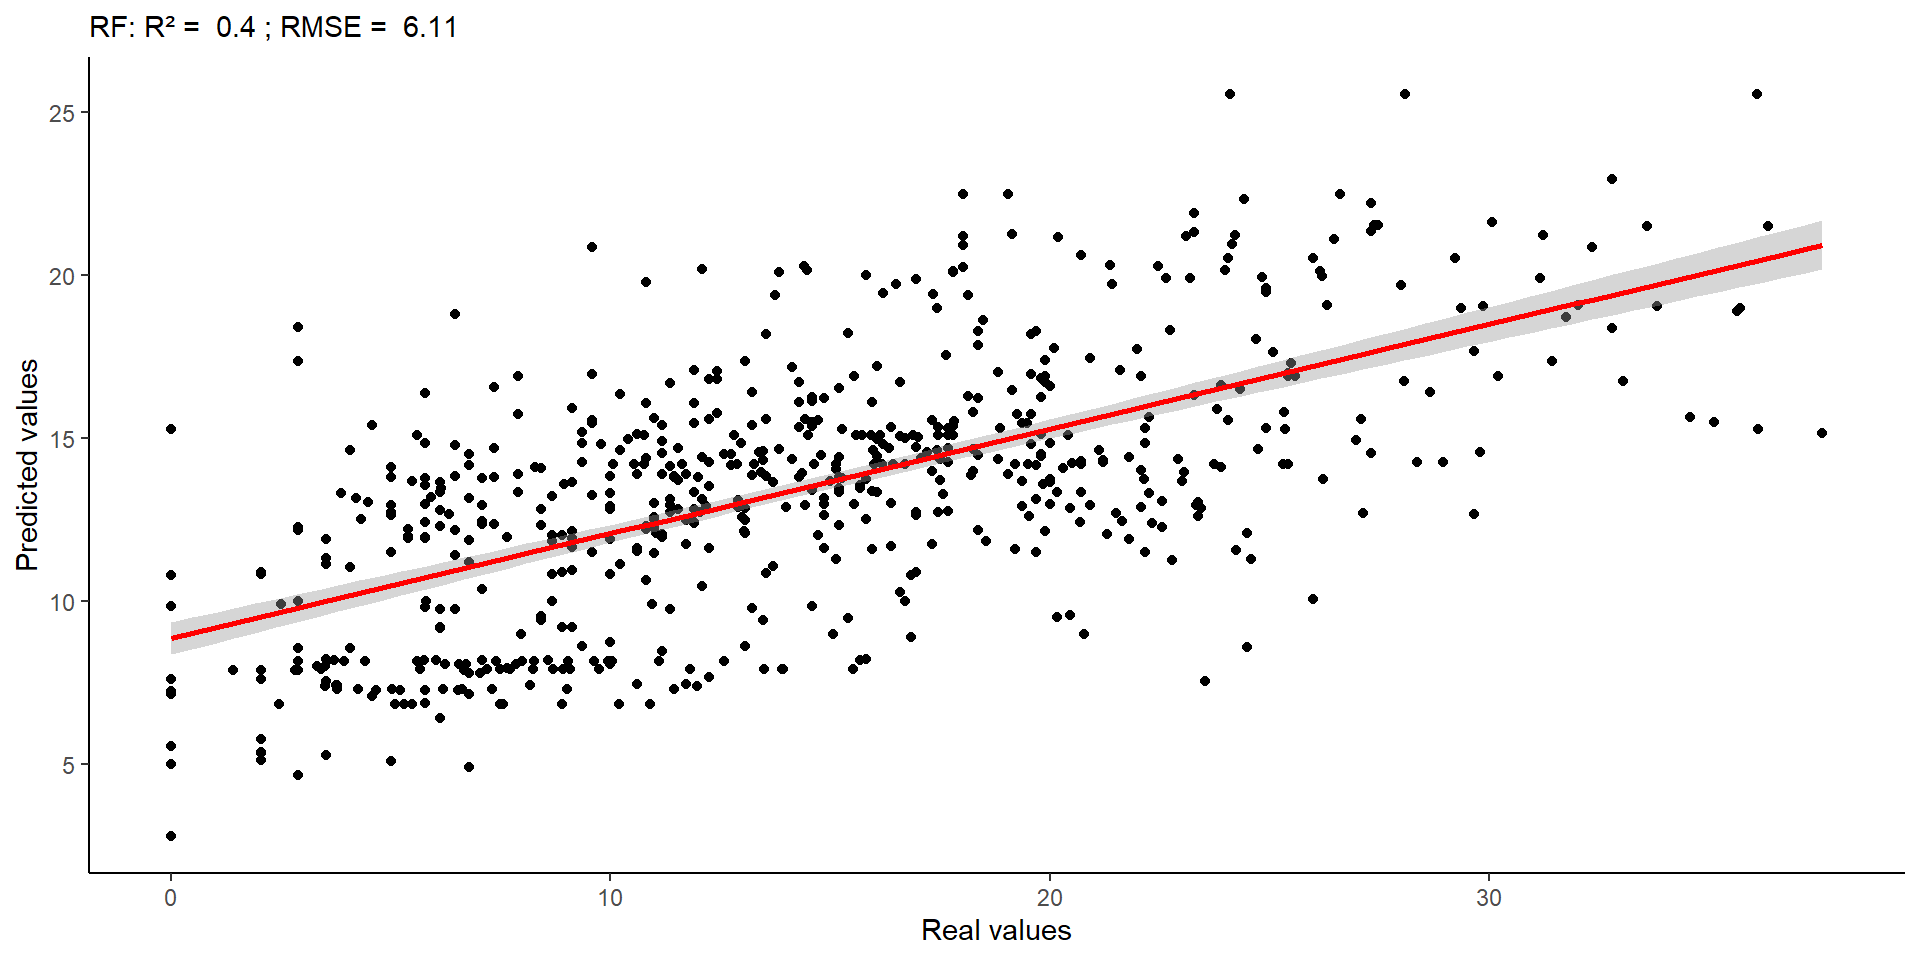 RF: R² =  0.4 ; RMSE =  6.11
25
20
15
10
5
Predicted values
0 10 20 30
Real values